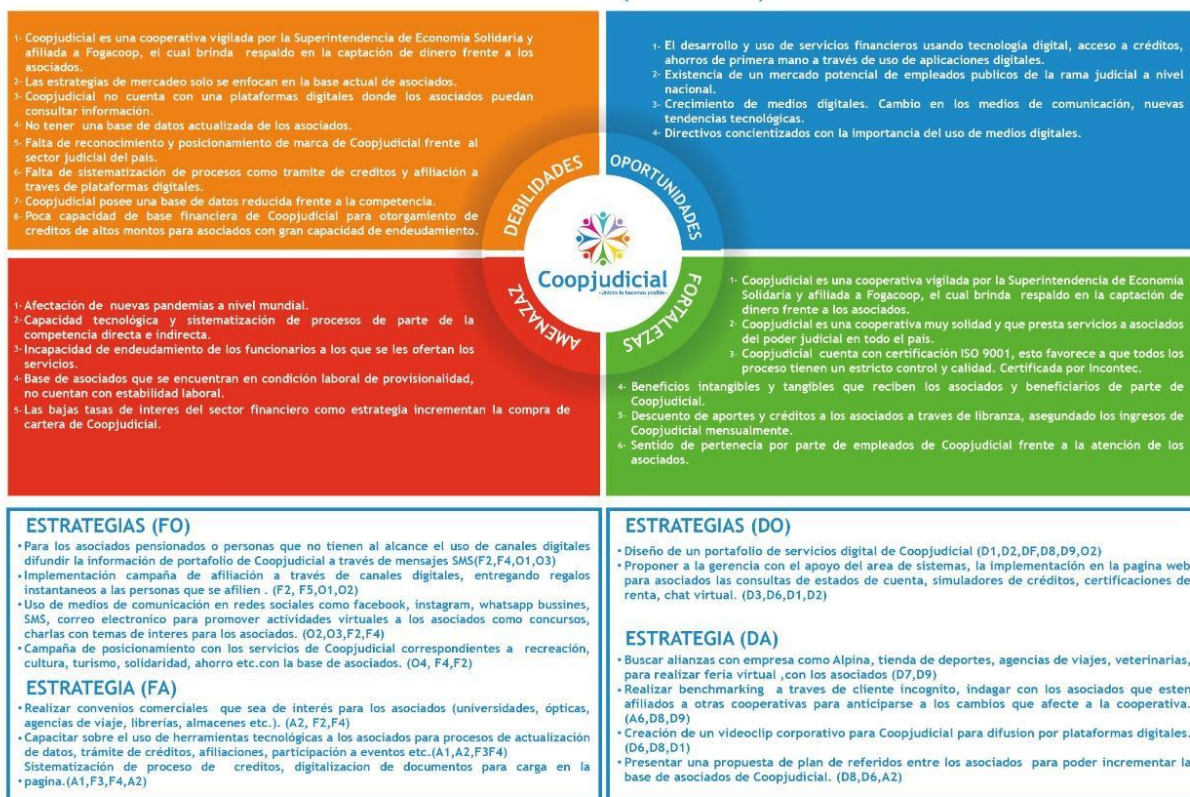 1- Coopjudicial es una cooperativa vigilada por la Superintendencia de Economía Solidaria y
afiliada a Fogacoop, el cual brinda respaldo en la captación de dinero frente a los
asociados.
2- Las estrategias de mercadeo solo se enfocan en la base actual de asociados.
3- Coopjudicial no cuenta con una plataformas digitales donde los asociados puedan
consultar información.
4- No tener una base de datos actualizada de los asociados.
5- Falta de reconocimiento y posicionamiento de marca de Coopjudicial frente al
sector judicial del pais.
6- Falta de sistematización de procesos como tramite de creditos y afiliación a
traves de plataformas digitales.
7- Coopjudicial posee una base de datos reducida frente a la competencia.
8- Poca capacidad de base financiera de Coopjudicial para otorgamiento de
creditos de altos montos para asociados con gran capacidad de endeudamiento.
1- El desarrollo y uso de servicios financieros usando tecnología digital, acceso a créditos,
ahorros de primera mano a través de uso de aplicaciones digitales.
2- Existencia de un mercado potencial de empleados publicos de la rama judicial a nivel
nacional.
3- Crecimiento de medios digitales. Cambio en los medios de comunicación, nuevas
tendencias tecnológicas.
4- Directivos concientizados con la importancia del uso de medios digitales.
DEBILIDADES
OPORTUNIDADES
Coopjudicial
- Unidos lo hacemos posible -
AMENAZAZ
FORTALEZAS
1- Afectación de nuevas pandemias a nivel mundial.
2- Capacidad tecnológica y sistematización de procesos de parte de la
competencia directa e indirecta.
3- Incapacidad de endeudamiento de los funcionarios a los que se les ofertan los
servicios.
4- Base de asociados que se encuentran en condición laboral de provisionalidad,
no cuentan con estabilidad laboral.
5- Las bajas tasas de interes del sector financiero como estrategia incrementan la compra de
cartera de Coopjudicial.
1- Coopjudicial es una cooperativa vigilada por la Superintendencia de Economía
Solidaria y afiliada a Fogacoop, el cual brinda respaldo en la captación de
dinero frente a los asociados.
2- Coopjudicial es una cooperativa muy solidad y que presta servicios a asociados
del poder judicial en todo el país.
3- Coopjudicial cuenta con certificación ISO 9001, esto favorece a que todos los
proceso tienen un estricto control y calidad. Certificada por Incontec.
4- Beneficios intangibles y tangibles que reciben los asociados y beneficiarios de parte de
Coopjudicial.
5- Descuento de aportes y créditos a los asociados a traves de libranza, asegundado los ingresos de
Coopjudicial mensualmente.
6- Sentido de pertenecia por parte de empleados de Coopjudicial frente a la atención de los
asociados.
ESTRATEGIAS (FO)
• Para los asociados pensionados o personas que no tienen al alcance el uso de canales digitales
difundir la información de portafolio de Coopjudicial a través de mensajes SMS(F2,F4,O1,O3)
• Implementación campaña de afiliación a través de canales digitales, entregando regalos
instantaneos a las personas que se afilien . (F2, F5,O1,O2)
• Uso de medios de comunicación en redes sociales como facebook, instagram, whatsapp bussines,
SMS, correo electronico para promover actividades virtuales a los asociados como concursos,
charlas con temas de interes para los asociados. (O2,O3,F2,F4)
• Campaña de posicionamiento con los servicios de Coopjudicial correspondientes a recreación,
cultura, turismo, solidaridad, ahorro etc.con la base de asociados. (O4, F4,F2)
ESTRATEGIA (FA)
• Realizar convenios comerciales que sea de interés para los asociados (universidades, ópticas,
agencias de viaje, librerías, almacenes etc.). (A2, F2,F4)
• Capacitar sobre el uso de herramientas tecnológicas a los asociados para procesos de actualización
de datos, trámite de créditos, afiliaciones, participación a eventos etc.(A1,A2,F3F4)
Sistematización de proceso de creditos, digitalizacion de documentos para carga en la
• pagina.(A1,F3,F4,A2)
ESTRATEGIAS (DO)
• Diseño de un portafolio de servicios digital de Coopjudicial (D1,D2,DF,D8,D9,O2)
• Proponer a la gerencia con el apoyo del area de sistemas, la implementación en la pagina web
para asociados las consultas de estados de cuenta, simuladores de créditos, certificaciones de
renta, chat virtual. (D3,D6,D1,D2)
ESTRATEGIA (DA)
• Buscar alianzas con empresa como Alpina, tienda de deportes, agencias de viajes, veterinarias,
para realizar feria virtual ,con los asociados (D7,D9)
• Realizar benchmarking a traves de cliente incognito, indagar con los asociados que esten
afiliados a otras cooperativas para anticiparse a los cambios que afecte a la cooperativa.
(A6,D8,D9)
• Creación de un videoclip corporativo para Coopjudicial para difusion por plataformas digitales.
(D6,D8,D1)
• Presentar una propuesta de plan de referidos entre los asociados para poder incrementar la
base de asociados de Coopjudicial. (D8,D6,A2)